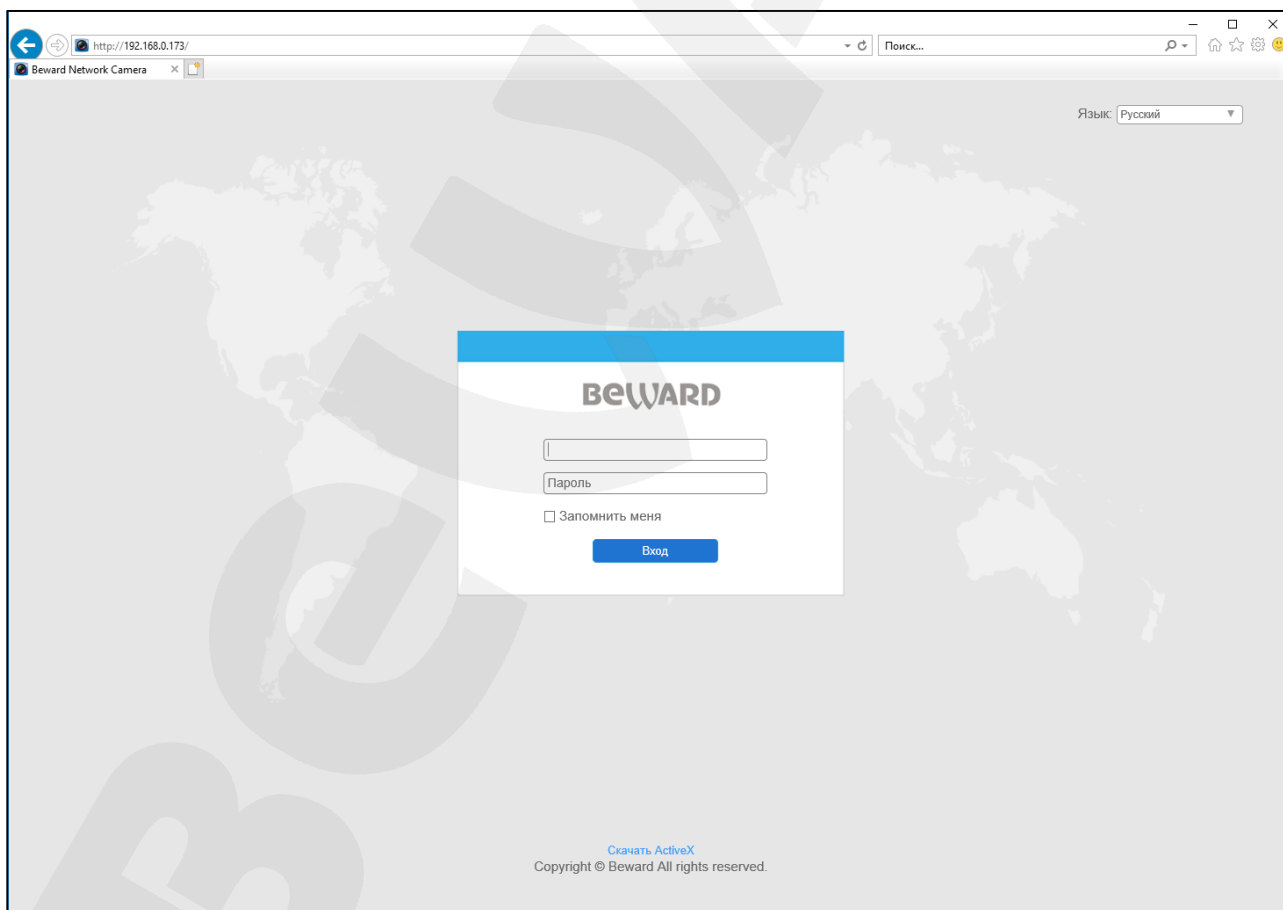 http://192.168.0.173/
Поиск...
Beward Network Camera
Язык: Русский
BEWARD
Пароль
Запомнить меня
Вход
Скачать ActiveX
Copyright © Beward All rights reserved.